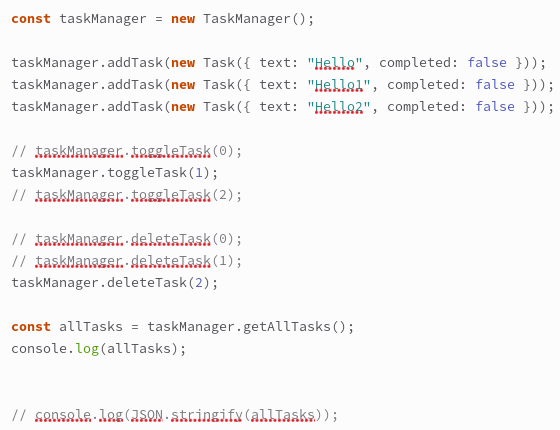 const taskManager = new TaskManager();
taskManager.addTask(new Task({ text: "Hello", completed: false }));
taskManager.addTask(new Task({ text: "Hello1", completed: false }));
taskManager.addTask(new Task({ text: "Hello2", completed: false }));
// taskManager.toggleTask(0);
taskManager.toggleTask(1);
// taskManager.toggleTask(2);
// taskManager.deleteTask(0);
// taskManager.deleteTask(1);
taskManager.deleteTask(2);
const allTasks = taskManager.getAllTasks();
console.log(allTasks);
// console.log(JSON.stringify(allTasks));